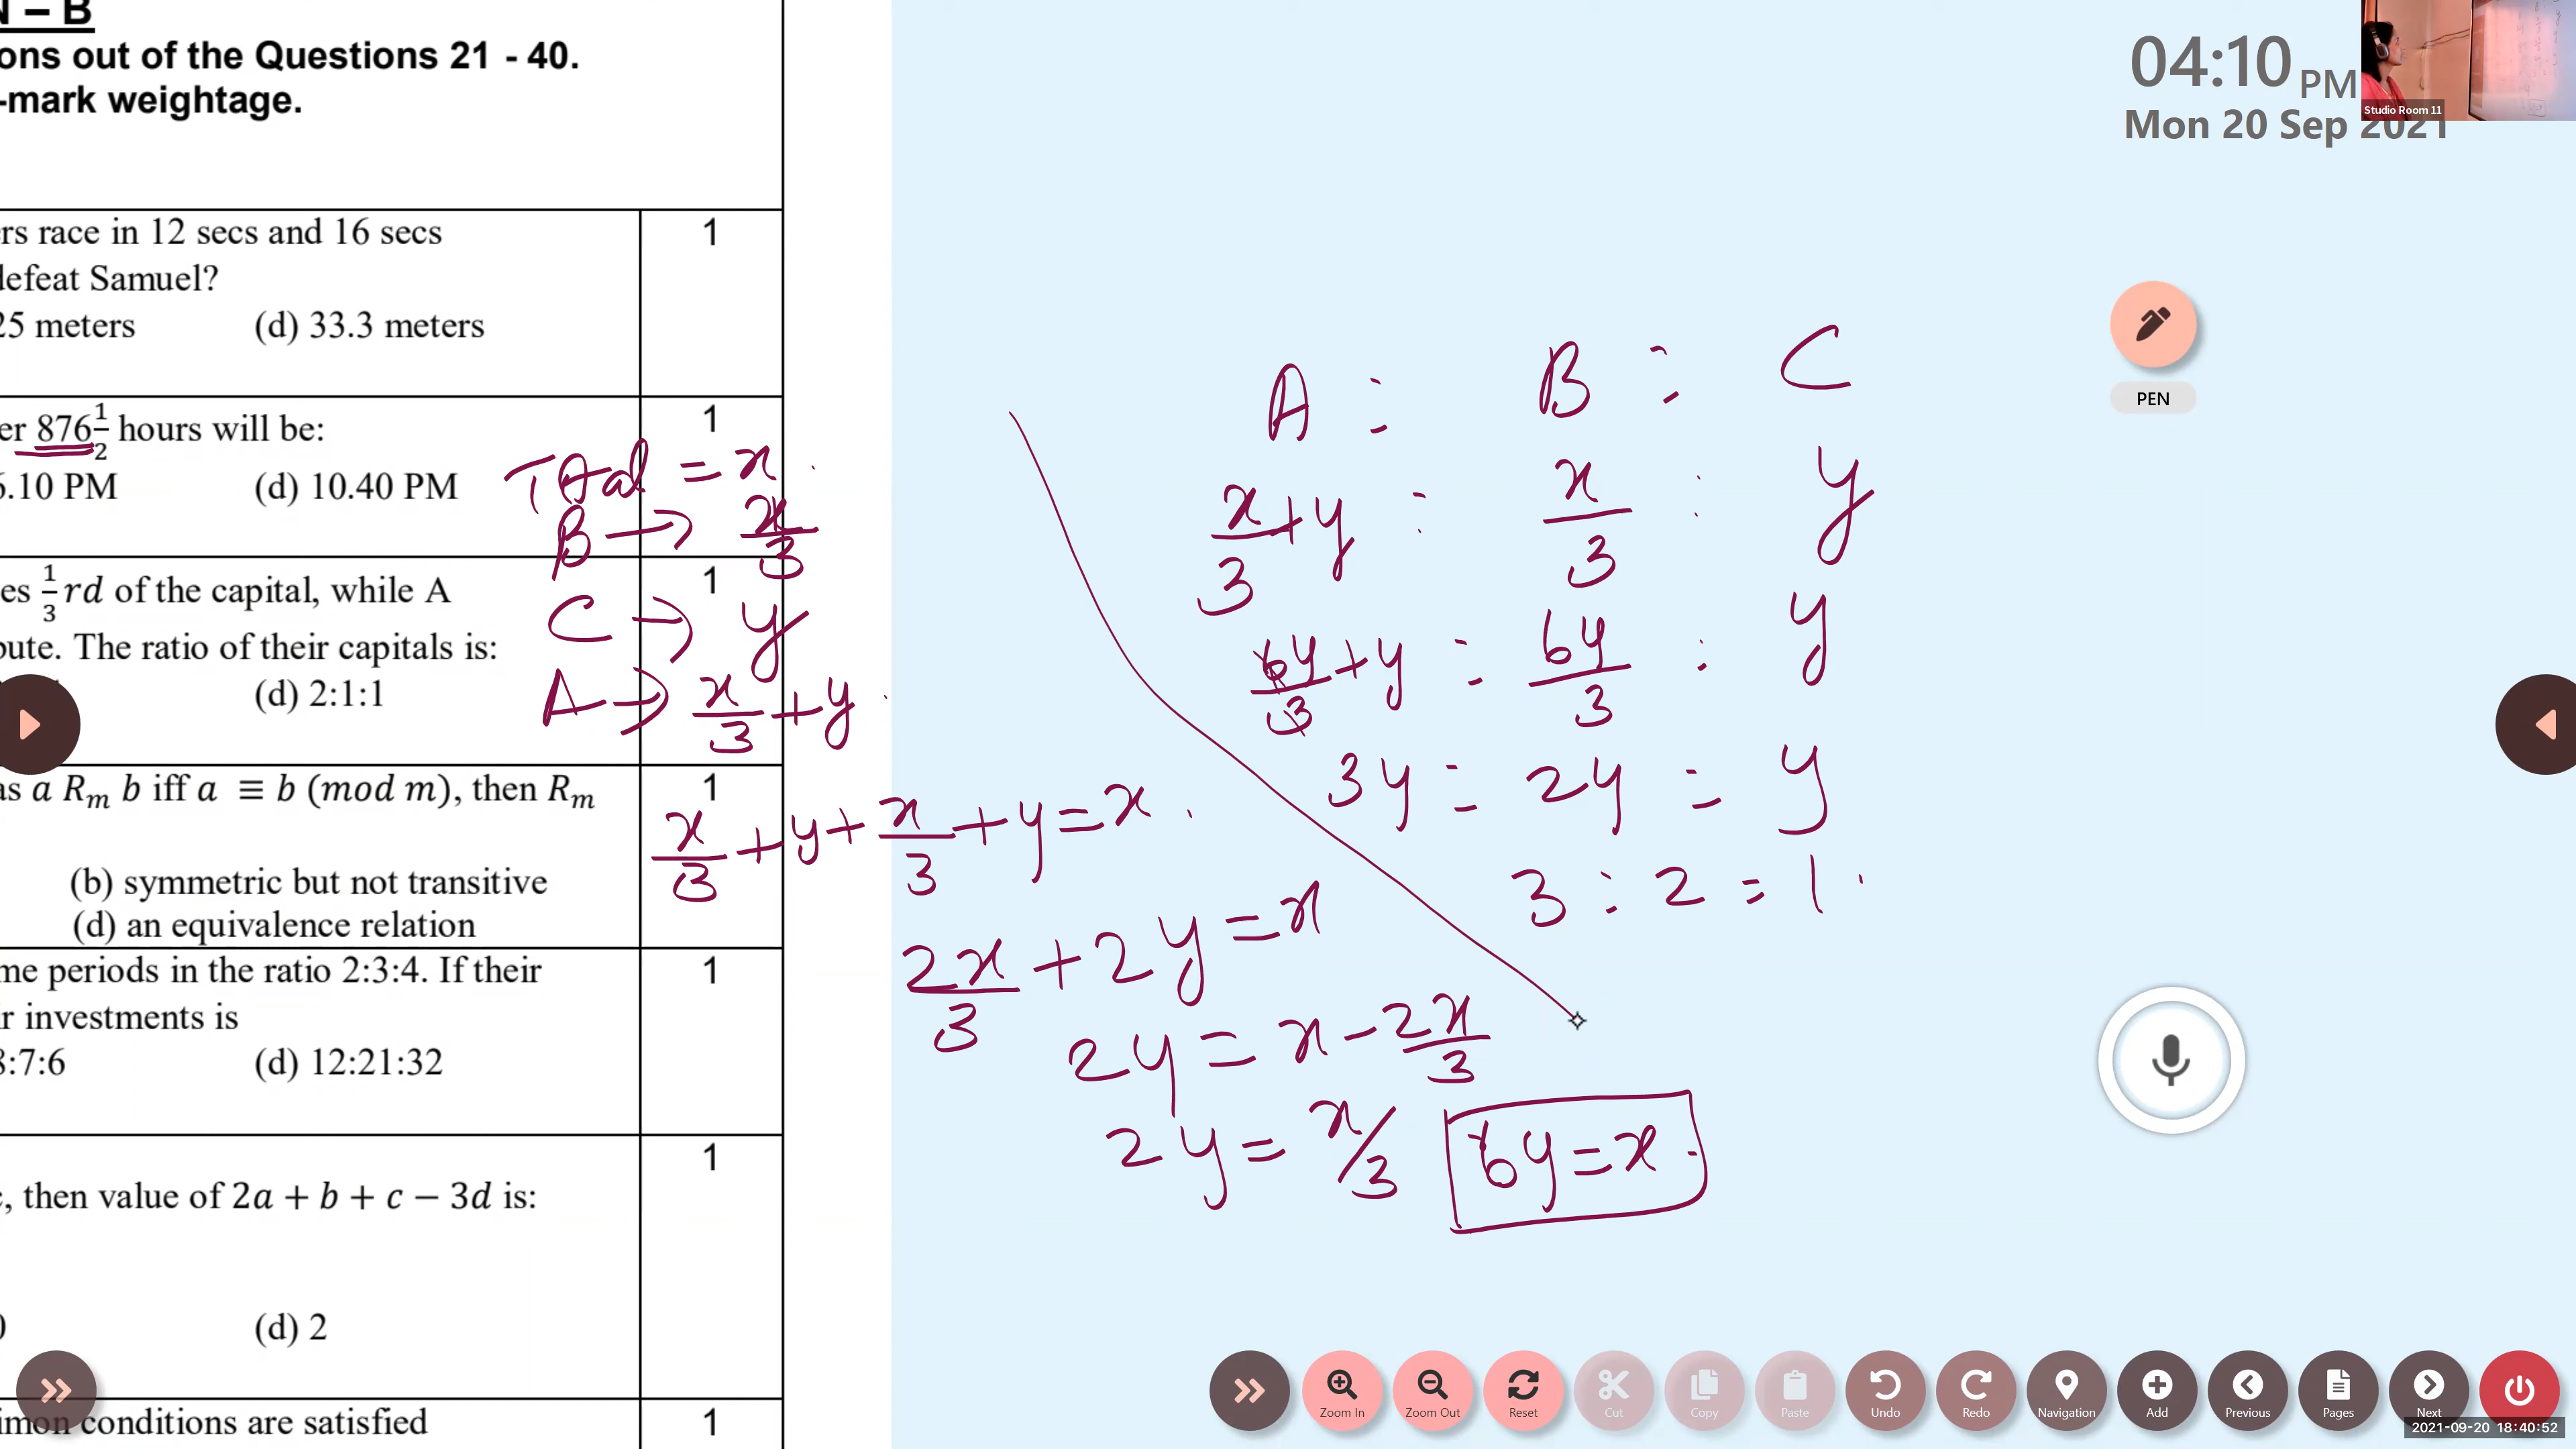 N – B
ons out of the Questions 21 - 40.
-mark weightage.
rs race in 12 secs and 16 secs
defeat Samuel?
25 meters (d) 33.3 meters
1
er 876 1/2 hours will be:
5.10 PM (d) 10.40 PM
1
es 1/3 rd of the capital, while A
bute. The ratio of their capitals is:
(d) 2:1:1
1
as a Rm b iff a ≡ b (mod m), then Rm
(b) symmetric but not transitive
(d) an equivalence relation
1
me periods in the ratio 2:3:4. If their
r investments is
8:7:6 (d) 12:21:32
1
, then value of 2a + b + c − 3d is:
(d) 2
1
conditions are satisfied
1
Total = x.
B → x/3
C → y
A → x/3 + y.
x/3 + y + x/3 + y = x.
2x/3 + 2y = x
2y = x - 2x/3
2y = x/3
6y = x.
A : B : C
x/3 + y : x/3 : y
6y/3 + y : 6y/3 : y
3y : 2y : y
3 : 2 : 1.
04:10 PM
Mon 20 Sep 2021
Studio Room 11
PEN
Zoom In
Zoom Out
Reset
Cut
Copy
Paste
Undo
Redo
Navigation
Add
Previous
Pages
Next
2021-09-20 18:40:52